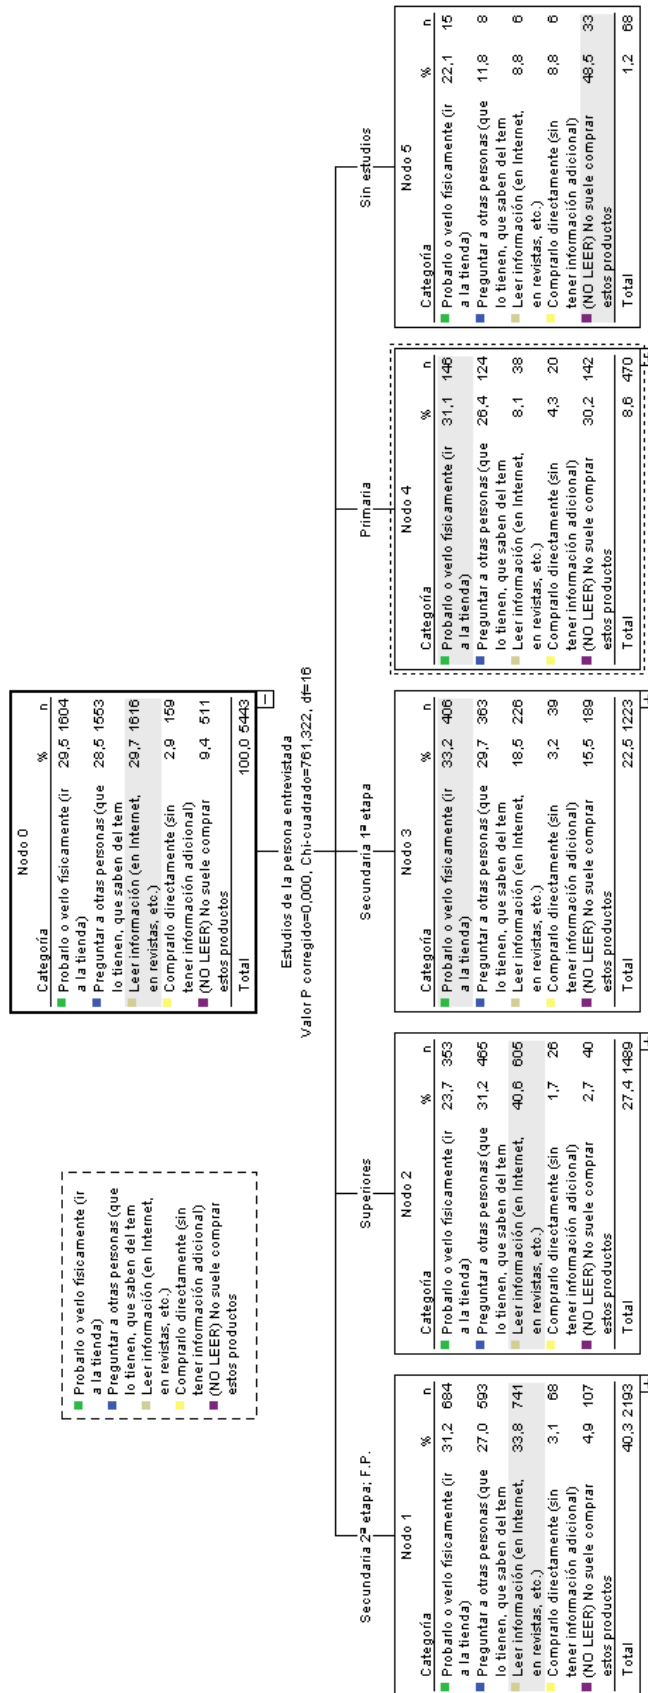 Probarlo o verlo físicamente (ir
a la tienda)
Preguntar a otras personas (que
lo tienen, que saben del tem
Leer información (en Internet,
en revistas, etc.)
Comprarlo directamente (sin
tener información adicional)
(NO LEER) No suele comprar
estos productos
Nodo 0
Categoría % n
Probarlo o verlo físicamente (ir 29,5 1604
a la tienda)
Preguntar a otras personas (que 28,5 1553
lo tienen, que saben del tem
Leer información (en Internet, 29,7 1616
en revistas, etc.)
Comprarlo directamente (sin 2,9 159
tener información adicional)
(NO LEER) No suele comprar 9,4 511
estos productos
Total 100,0 5443
Estudios de la persona entrevistada
Valor P corregido=0,000, Chi-cuadrado=761,322, df=16
Secundaria 2ª etapa; F.P.
Nodo 1
Categoría % n
Probarlo o verlo físicamente (ir 31,2 684
a la tienda)
Preguntar a otras personas (que 27,0 593
lo tienen, que saben del tem
Leer información (en Internet, 33,8 741
en revistas, etc.)
Comprarlo directamente (sin 3,1 68
tener información adicional)
(NO LEER) No suele comprar 4,9 107
estos productos
Total 40,3 2193
Superiores
Nodo 2
Categoría % n
Probarlo o verlo físicamente (ir 23,7 353
a la tienda)
Preguntar a otras personas (que 31,2 465
lo tienen, que saben del tem
Leer información (en Internet, 40,6 605
en revistas, etc.)
Comprarlo directamente (sin 1,7 26
tener información adicional)
(NO LEER) No suele comprar 2,7 40
estos productos
Total 27,4 1489
Secundaria 1ª etapa
Nodo 3
Categoría % n
Probarlo o verlo físicamente (ir 33,2 406
a la tienda)
Preguntar a otras personas (que 29,7 363
lo tienen, que saben del tem
Leer información (en Internet, 18,5 226
en revistas, etc.)
Comprarlo directamente (sin 3,2 39
tener información adicional)
(NO LEER) No suele comprar 15,5 189
estos productos
Total 22,5 1223
Primaria
Nodo 4
Categoría % n
Probarlo o verlo físicamente (ir 31,1 146
a la tienda)
Preguntar a otras personas (que 26,4 124
lo tienen, que saben del tem
Leer información (en Internet, 8,1 38
en revistas, etc.)
Comprarlo directamente (sin 4,3 20
tener información adicional)
(NO LEER) No suele comprar 30,2 142
estos productos
Total 8,6 470
Sin estudios
Nodo 5
Categoría % n
Probarlo o verlo físicamente (ir 22,1 15
a la tienda)
Preguntar a otras personas (que 11,8 8
lo tienen, que saben del tem
Leer información (en Internet, 8,8 6
en revistas, etc.)
Comprarlo directamente (sin 8,8 6
tener información adicional)
(NO LEER) No suele comprar 48,5 33
estos productos
Total 1,2 68